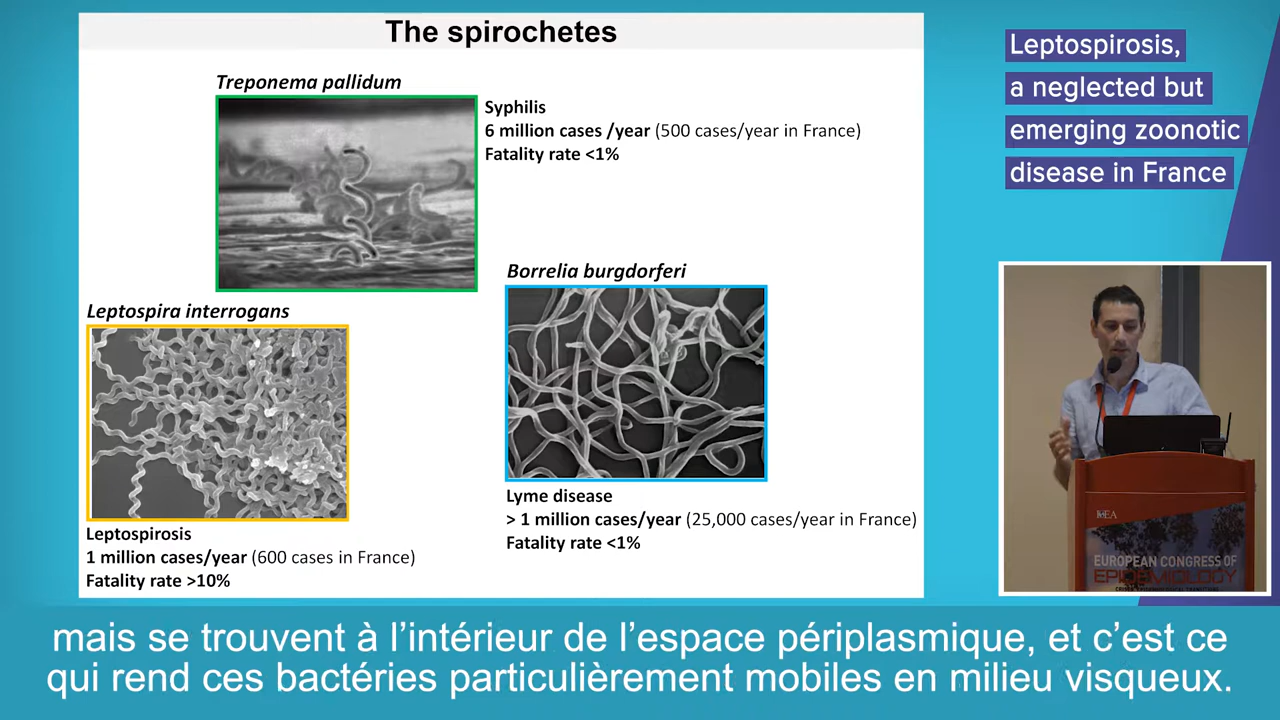 The spirochetes
Treponema pallidum
Syphilis
6 million cases /year (500 cases/year in France)
Fatality rate <1%
Borrelia burgdorferi
Lyme disease
> 1 million cases/year (25,000 cases/year in France)
Fatality rate <1%
Leptospira interrogans
Leptospirosis
1 million cases/year (600 cases in France)
Fatality rate >10%
Leptospirosis,
a neglected but
emerging zoonotic
disease in France
EUROPEAN CONGRESS OF
EPIDEMIOLOGY
mais se trouvent à l’intérieur de l’espace périplasmique, et c’est ce
qui rend ces bactéries particulièrement mobiles en milieu visqueux.